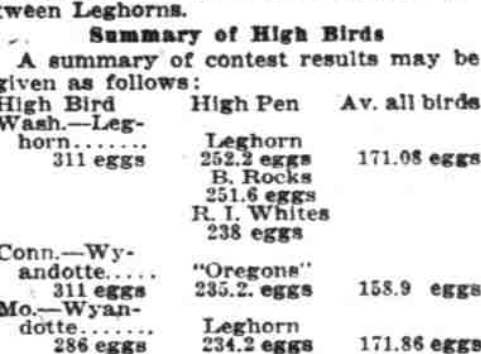 tween Leghorns.
Summary of High Birds
A summary of contest results may be
given as follows:
High Bird High Pen Av. all birds
Wash.—Leg-
horn....... Leghorn
311 eggs 252.2 eggs 171.08 eggs
B. Rocks
251.6 eggs
R. I. Whites
238 eggs
Conn.—Wy-
andotte..... "Oregons"
311 eggs 235.2. eggs 158.9 eggs
Mo.—Wyan-
dotte....... Leghorn
286 eggs 234.2 eggs 171.86 eggs